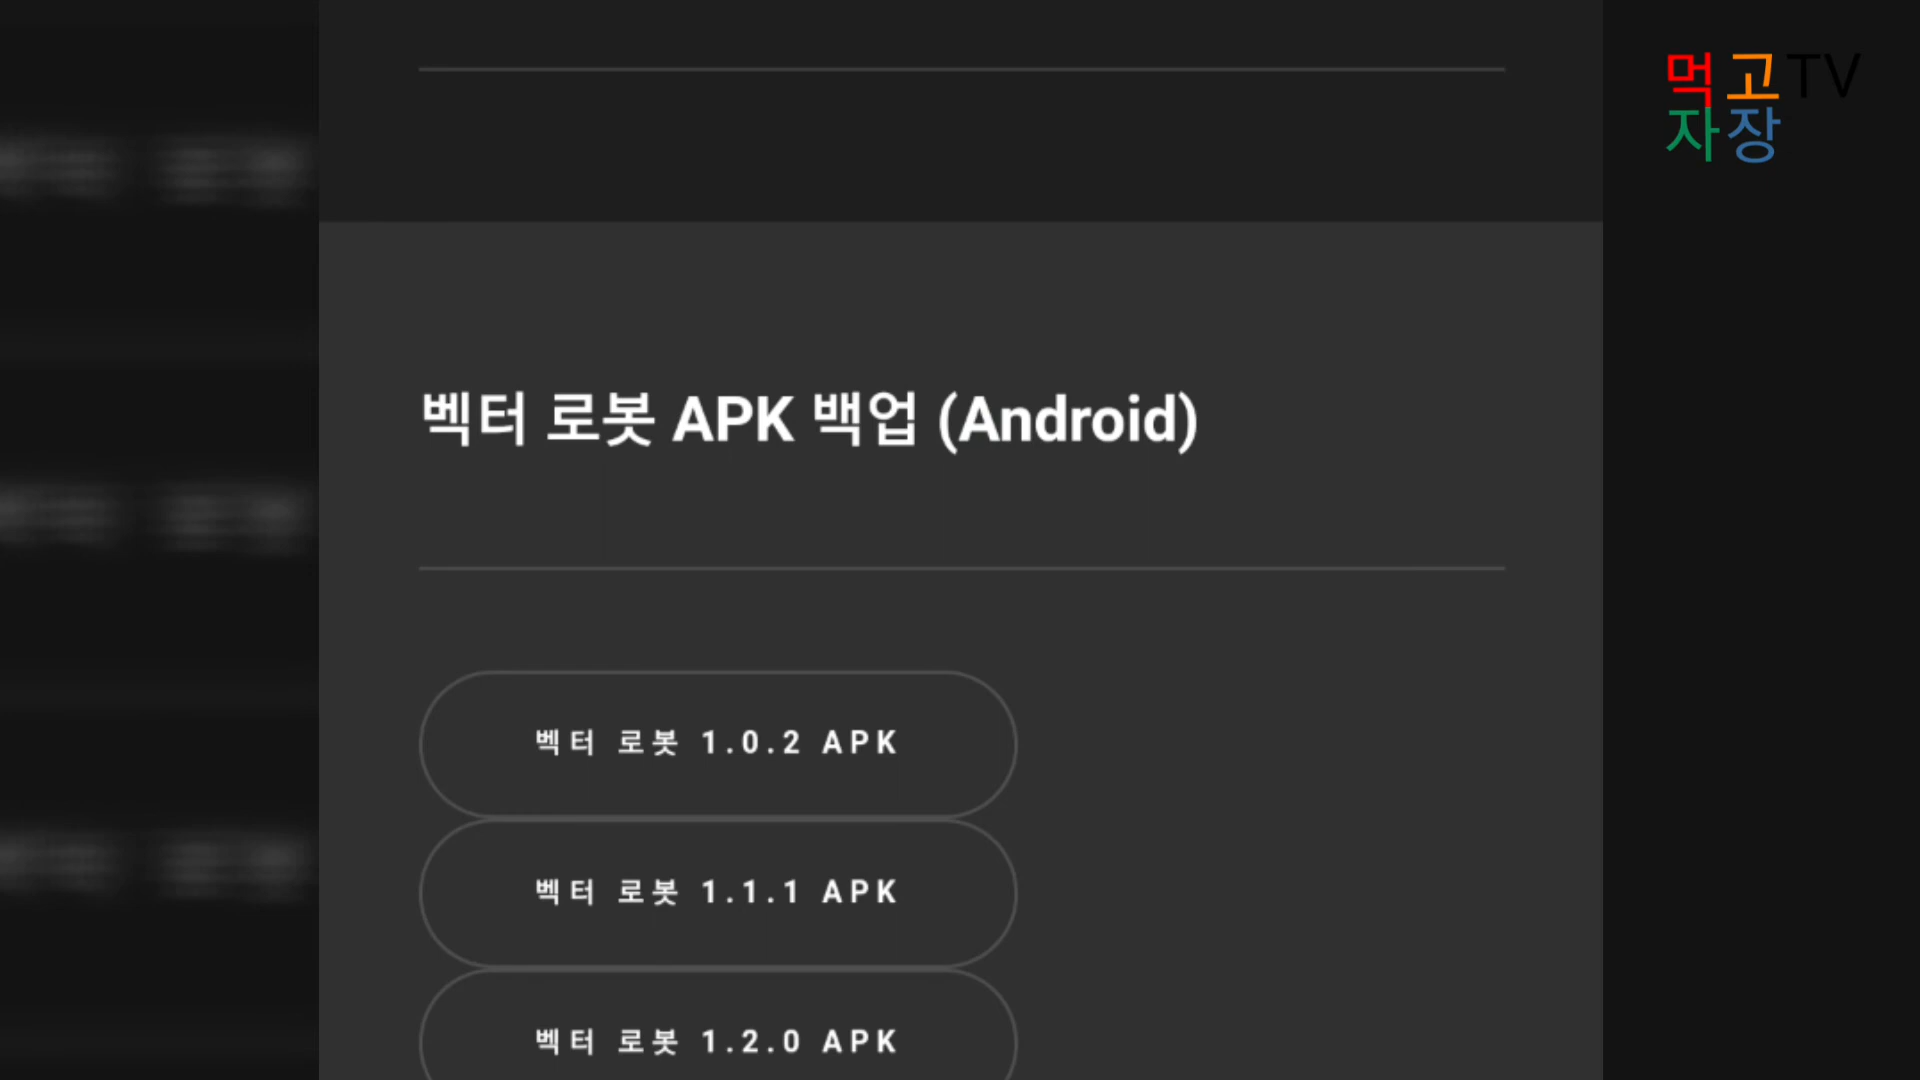 먹고TV
자장
벡터 로봇 APK 백업 (Android)
벡터 로봇 1.0.2 APK
벡터 로봇 1.1.1 APK
벡터 로봇 1.2.0 APK